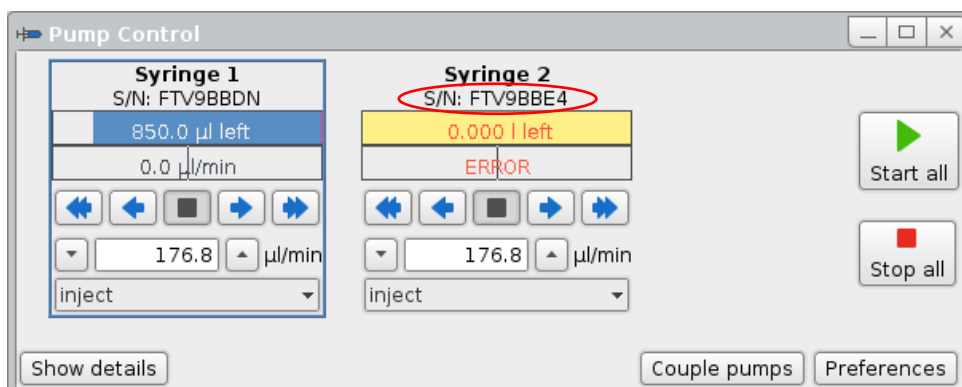 Pump Control
Syringe 1
S/N: FTV9BBDN
850.0 µl left
0.0 µl/min
176.8 µl/min
inject
Syringe 2
S/N: FTV9BBE4
0.000 l left
ERROR
176.8 µl/min
inject
Start all
Stop all
Show details
Couple pumps
Preferences